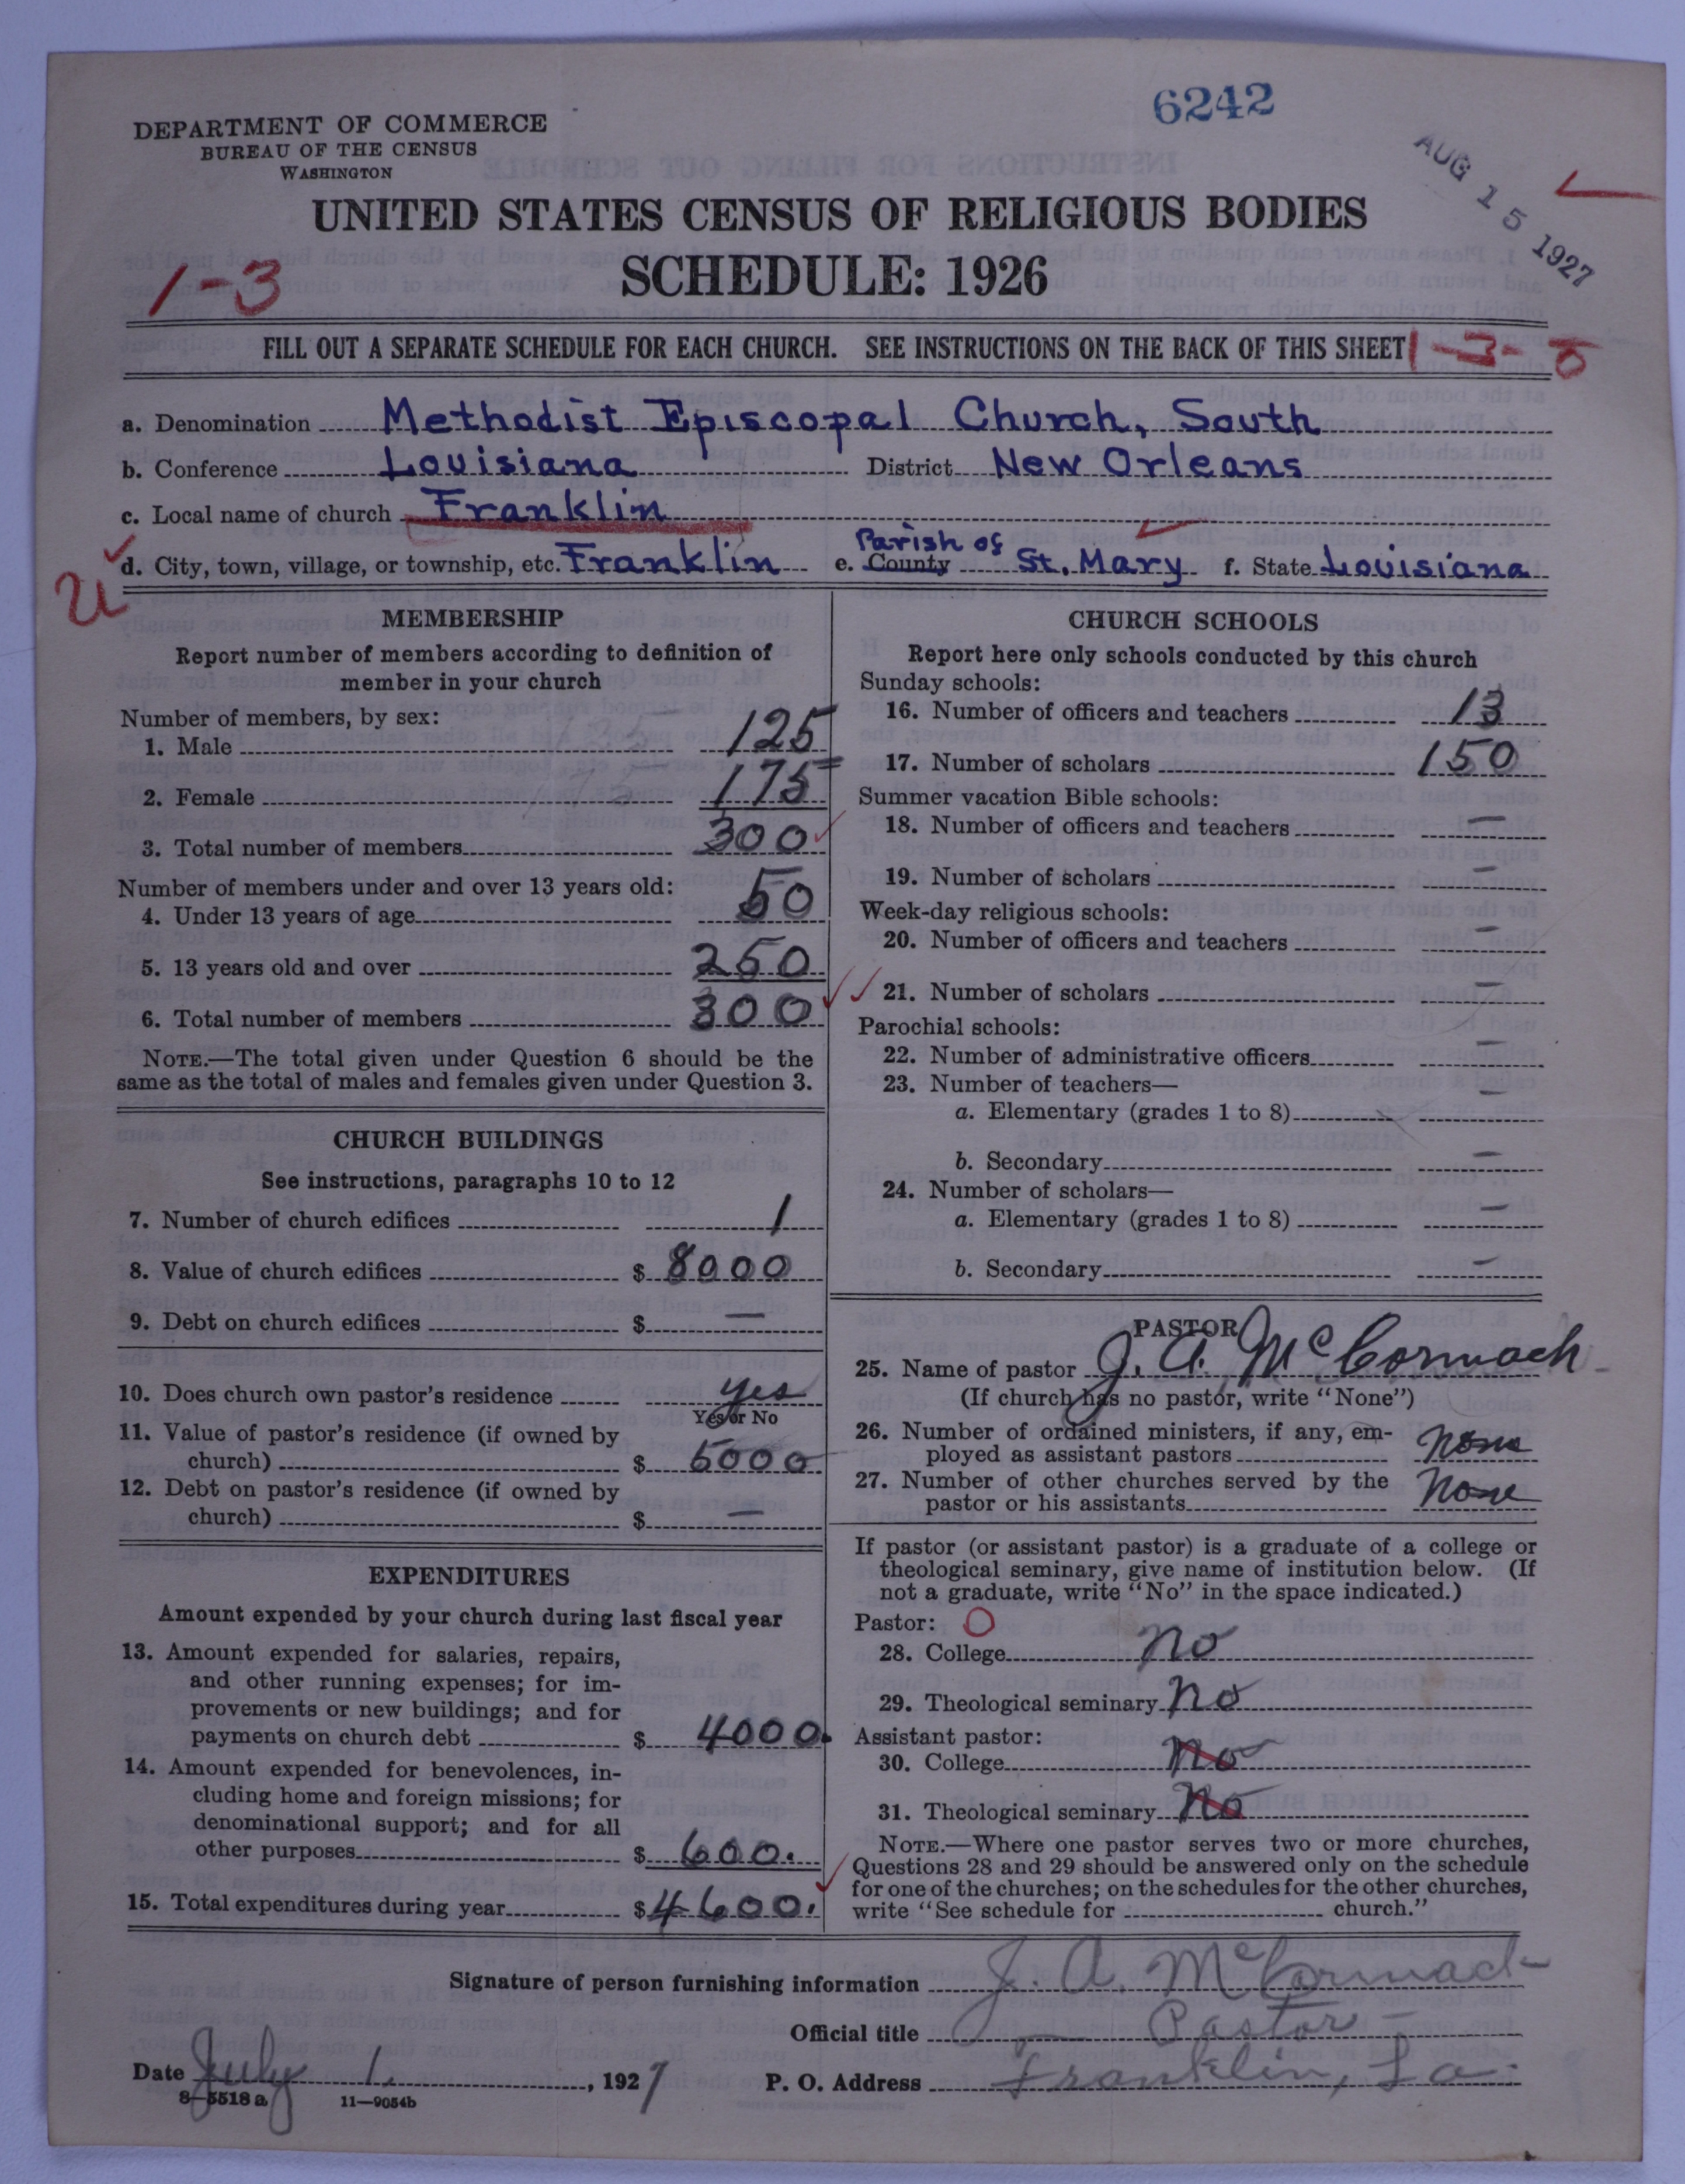 6242
AUG 15 1927
DEPARTMENT OF COMMERCE
BUREAU OF THE CENSUS
WASHINGTON
UNITED STATES CENSUS OF RELIGIOUS BODIES
SCHEDULE: 1926
1-3
FILL OUT A SEPARATE SCHEDULE FOR EACH CHURCH. SEE INSTRUCTIONS ON THE BACK OF THIS SHEET
1-3-0
a. Denomination Methodist Episcopal Church, South
b. Conference Louisiana District New Orleans
c. Local name of church Franklin
d. City, town, village, or township, etc. Franklin e. County Parish of St. Mary f. State Louisiana
MEMBERSHIP
Report number of members according to definition of
member in your church
Number of members, by sex:
1. Male 125
2. Female 175
3. Total number of members 300
Number of members under and over 13 years old:
4. Under 13 years of age 50
5. 13 years old and over 250
6. Total number of members 300
NOTE.—The total given under Question 6 should be the
same as the total of males and females given under Question 3.
CHURCH BUILDINGS
See instructions, paragraphs 10 to 12
7. Number of church edifices 1
8. Value of church edifices $ 8000
9. Debt on church edifices $ —
10. Does church own pastor's residence yes
Yes or No
11. Value of pastor's residence (if owned by
church) $ 5000
12. Debt on pastor's residence (if owned by
church) $ —
EXPENDITURES
Amount expended by your church during last fiscal year
13. Amount expended for salaries, repairs,
and other running expenses; for im-
provements or new buildings; and for
payments on church debt $ 4000.
14. Amount expended for benevolences, in-
cluding home and foreign missions; for
denominational support; and for all
other purposes $ 600.
15. Total expenditures during year $ 4600.
CHURCH SCHOOLS
Report here only schools conducted by this church
Sunday schools:
16. Number of officers and teachers 13
17. Number of scholars 150
Summer vacation Bible schools:
18. Number of officers and teachers —
19. Number of scholars —
Week-day religious schools:
20. Number of officers and teachers —
21. Number of scholars —
Parochial schools:
22. Number of administrative officers —
23. Number of teachers—
a. Elementary (grades 1 to 8) —
b. Secondary —
24. Number of scholars—
a. Elementary (grades 1 to 8) —
b. Secondary —
PASTOR
25. Name of pastor J. A. McCormack
(If church has no pastor, write "None")
26. Number of ordained ministers, if any, em-
ployed as assistant pastors none
27. Number of other churches served by the
pastor or his assistants None
If pastor (or assistant pastor) is a graduate of a college or
theological seminary, give name of institution below. (If
not a graduate, write "No" in the space indicated.)
Pastor: O
28. College No
29. Theological seminary No
Assistant pastor:
30. College No
31. Theological seminary No
NOTE.—Where one pastor serves two or more churches,
Questions 28 and 29 should be answered only on the schedule
for one of the churches; on the schedules for the other churches,
write "See schedule for church."
Signature of person furnishing information J. A. McCormack
Official title Pastor
Date July 1, 1927 P. O. Address Franklin, La.
8-5518 a 11-9054b